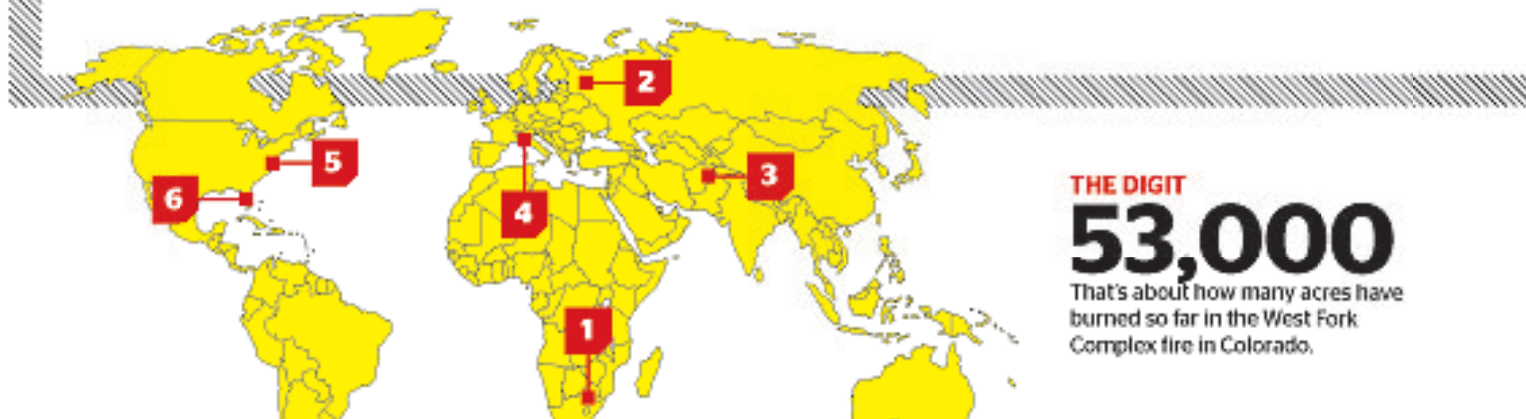 2
5
3
6
4
1
THE DIGIT
53,000
That's about how many acres have
burned so far in the West Fork
Complex fire in Colorado.